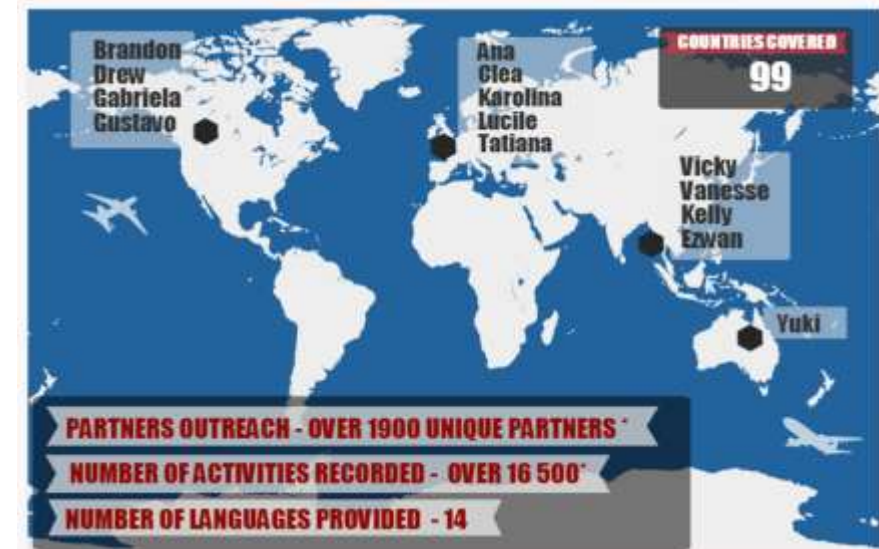 Brandon
Drew
Gabriela
Gustavo
Ana
Clea
Karolina
Lucile
Tatiana
COUNTRIES COVERED
99
Vicky
Vanesse
Kelly
Ezwan
Yuki
PARTNERS OUTREACH - OVER 1900 UNIQUE PARTNERS *
NUMBER OF ACTIVITIES RECORDED - OVER 16 500*
NUMBER OF LANGUAGES PROVIDED - 14